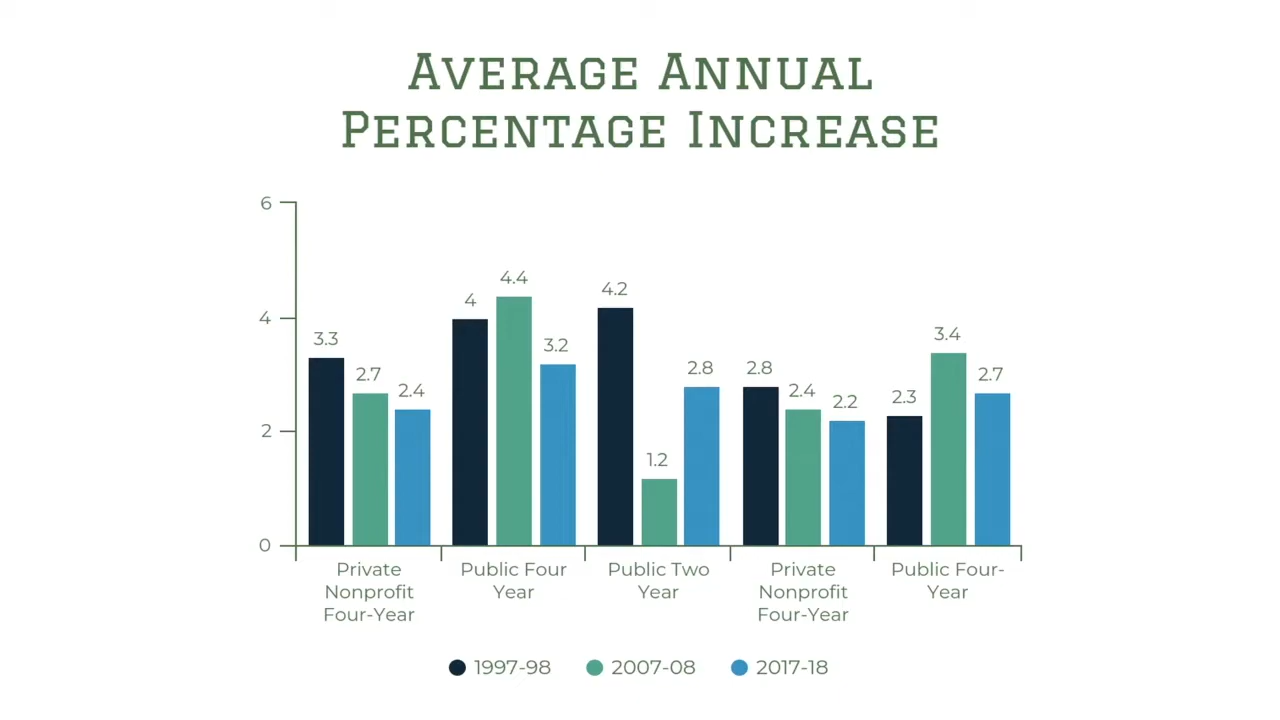 Average Annual
Percentage Increase
6
4
2
0
3.3
2.7
2.4
4
4.4
3.2
4.2
1.2
2.8
2.8
2.4
2.2
2.3
3.4
2.7
Private
Nonprofit
Four-Year
Public Four
Year
Public Two
Year
Private
Nonprofit
Four-Year
Public Four-
Year
1997-98
2007-08
2017-18